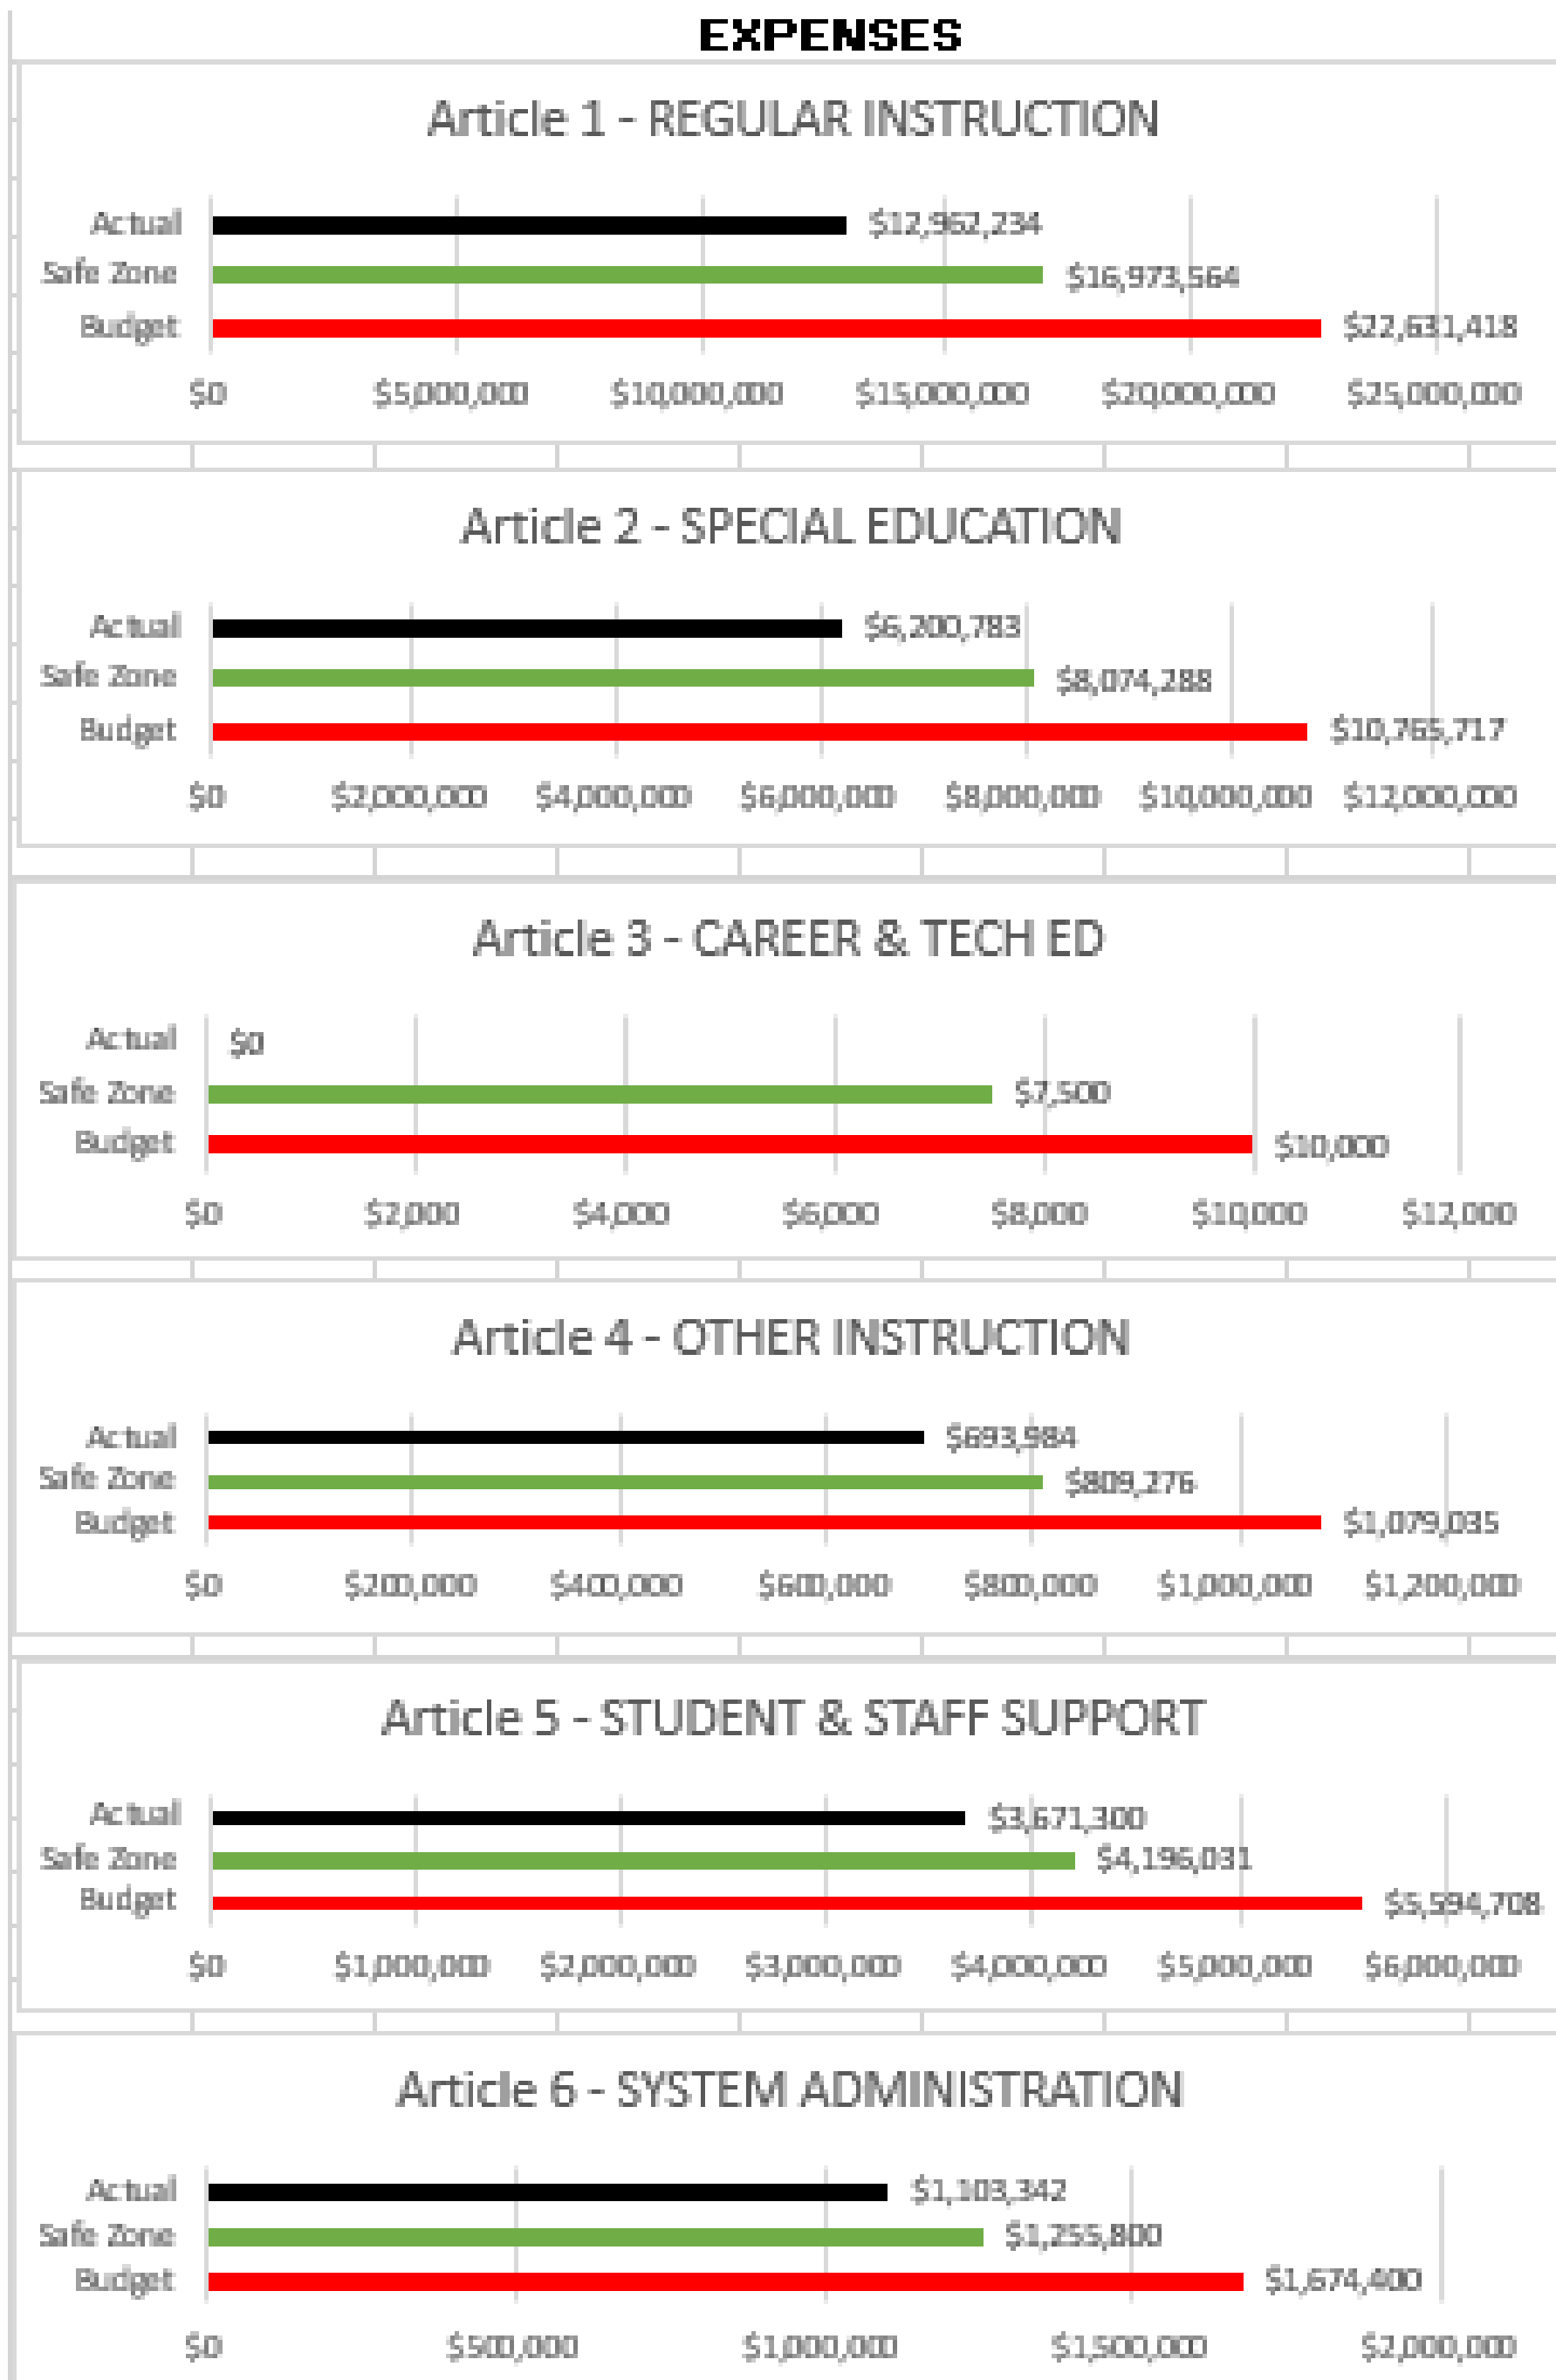 EXPENSES
Article 1 - REGULAR INSTRUCTION
Actual $12,962,234
Safe Zone $16,973,564
Budget $22,631,418
$0 $5,000,000 $10,000,000 $15,000,000 $20,000,000 $25,000,000
Article 2 - SPECIAL EDUCATION
Actual $6,200,783
Safe Zone $8,074,288
Budget $10,765,717
$0 $2,000,000 $4,000,000 $6,000,000 $8,000,000 $10,000,000 $12,000,000
Article 3 - CAREER & TECH ED
Actual $0
Safe Zone $7,500
Budget $10,000
$0 $2,000 $4,000 $6,000 $8,000 $10,000 $12,000
Article 4 - OTHER INSTRUCTION
Actual $693,984
Safe Zone $809,276
Budget $1,079,035
$0 $200,000 $400,000 $600,000 $800,000 $1,000,000 $1,200,000
Article 5 - STUDENT & STAFF SUPPORT
Actual $3,671,300
Safe Zone $4,196,031
Budget $5,594,708
$0 $1,000,000 $2,000,000 $3,000,000 $4,000,000 $5,000,000 $6,000,000
Article 6 - SYSTEM ADMINISTRATION
Actual $1,103,342
Safe Zone $1,255,800
Budget $1,674,400
$0 $500,000 $1,000,000 $1,500,000 $2,000,000